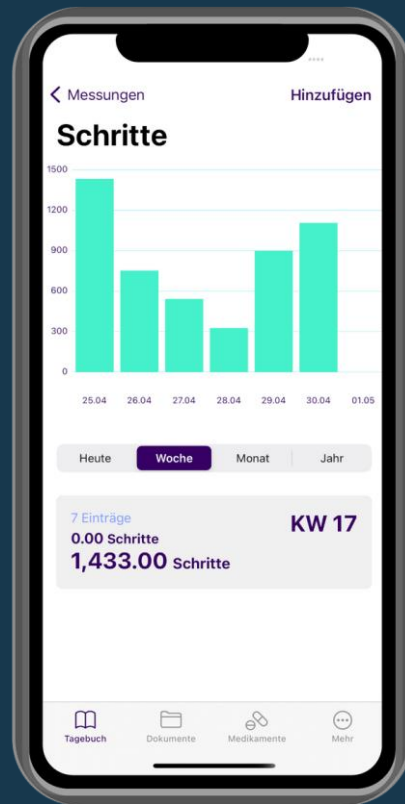 Messungen Hinzufügen
Schritte
1500
1200
900
600
300
0
25.04 26.04 27.04 28.04 29.04 30.04 01.05
Heute Woche Monat Jahr
7 Einträge
KW 17
0.00 Schritte
1,433.00 Schritte
Tagebuch Dokumente Medikamente Mehr